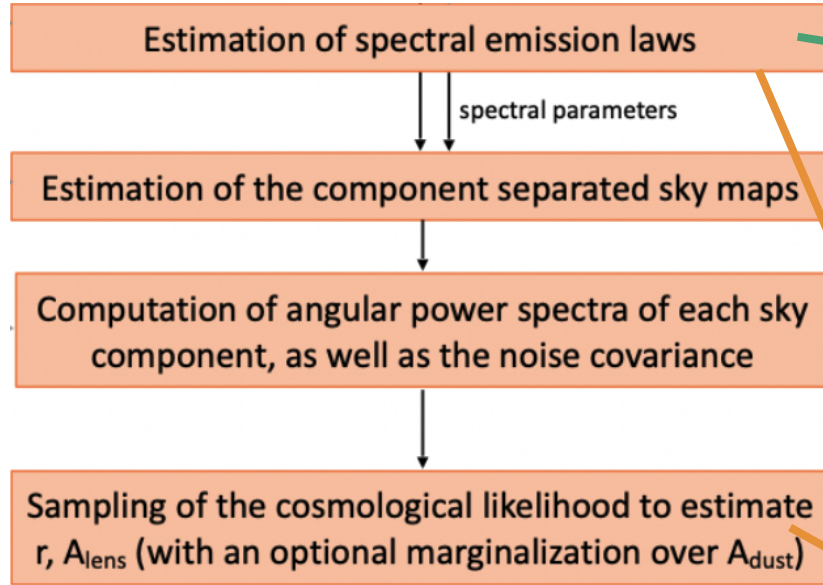 Estimation of spectral emission laws
spectral parameters
Estimation of the component separated sky maps
Computation of angular power spectra of each sky
component, as well as the noise covariance
Sampling of the cosmological likelihood to estimate
r, Alens (with an optional marginalization over Adust)